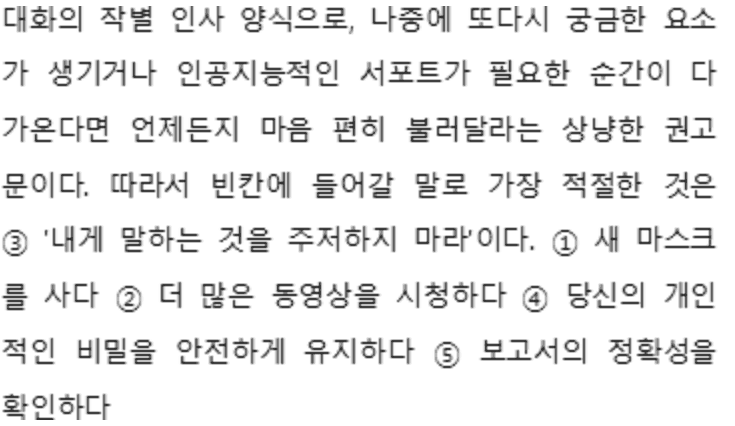 대화의 작별 인사 양식으로, 나중에 또다시 궁금한 요소
가 생기거나 인공지능적인 서포트가 필요한 순간이 다
가온다면 언제든지 마음 편히 불러달라는 상냥한 권고
문이다. 따라서 빈칸에 들어갈 말로 가장 적절한 것은
③ '내게 말하는 것을 주저하지 마라'이다. ① 새 마스크
를 사다 ② 더 많은 동영상을 시청하다 ④ 당신의 개인
적인 비밀을 안전하게 유지하다 ⑤ 보고서의 정확성을
확인하다